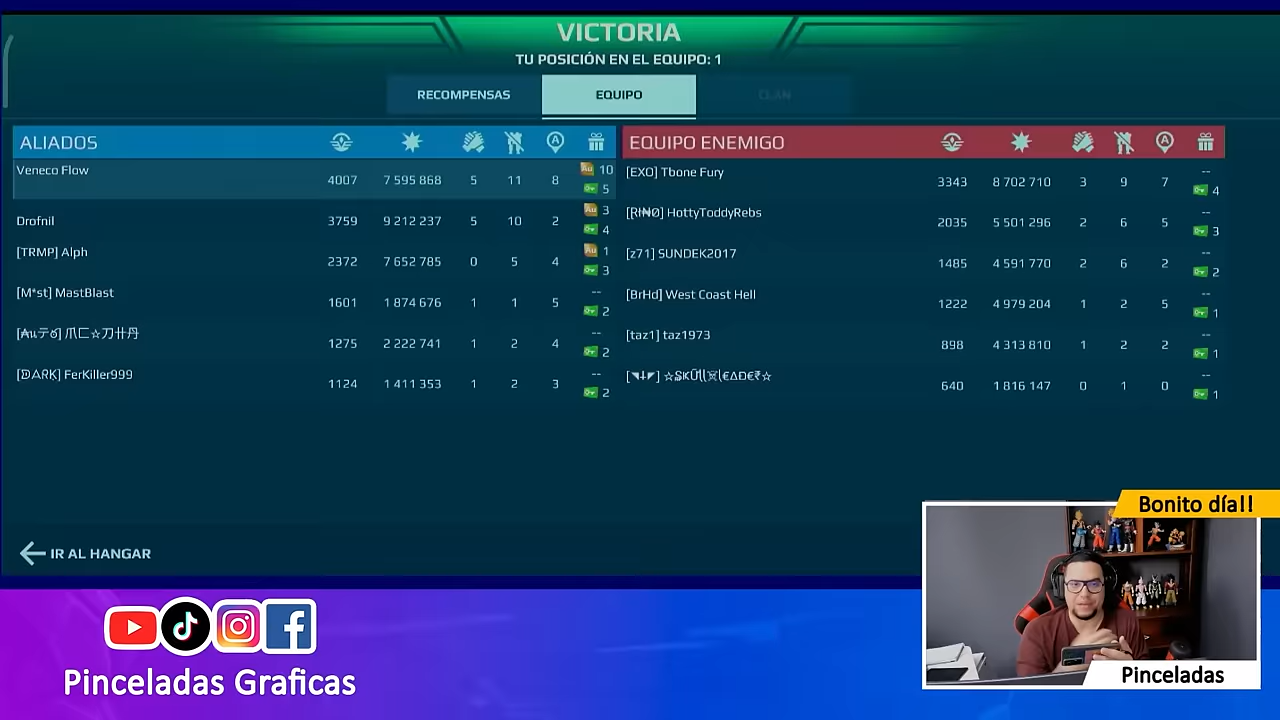 VICTORIA
TU POSICIÓN EN EL EQUIPO: 1
RECOMPENSAS EQUIPO CLAN
ALIADOS
Veneco Flow 4007 7 595 868 5 11 8 Au 10 5
Drofnil 3759 9 212 237 5 10 2 Au 3 4
[TRMP] Alph 2372 7 652 785 0 5 4 Au 1 3
[M*st] MastBlast 1601 1 874 676 1 1 5 -- 2
1275 2 222 741 1 2 4 -- 2
FerKiller999 1124 1 411 353 1 2 3 -- 2
EQUIPO ENEMIGO
[EXO] Tbone Fury 3343 8 702 710 3 9 7 -- 4
HottyToddyRebs 2035 5 501 296 2 6 5 -- 3
[z71] SUNDEK2017 1485 4 591 770 2 6 2 -- 2
[BrHd] West Coast Hell 1222 4 979 204 1 2 5 -- 1
[taz1] taz1973 898 4 313 810 1 2 2 -- 1
640 1 816 147 0 1 0 -- 1
IR AL HANGAR
Bonito día!!
Pinceladas
Pinceladas Graficas